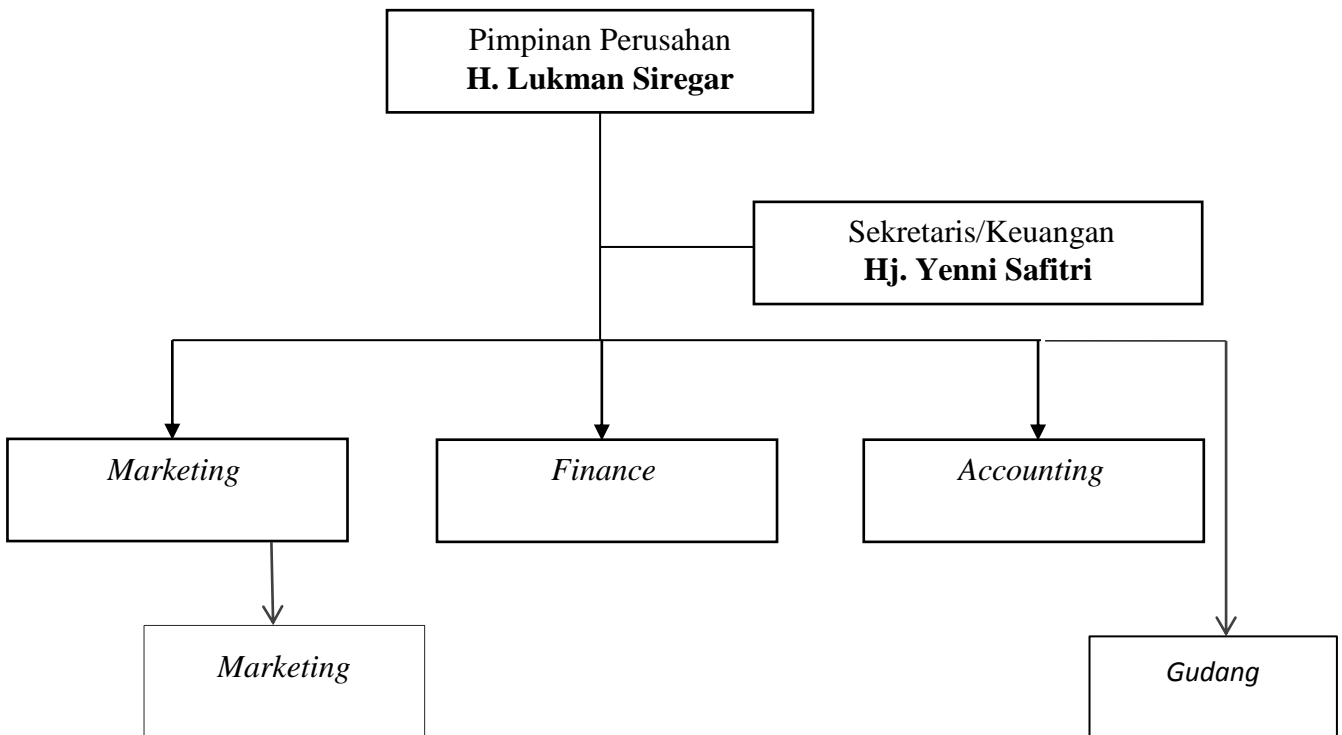 Pimpinan Perusahan
H. Lukman Siregar
Sekretaris/Keuangan
Hj. Yenni Safitri
Marketing
Finance
Accounting
Marketing
Gudang